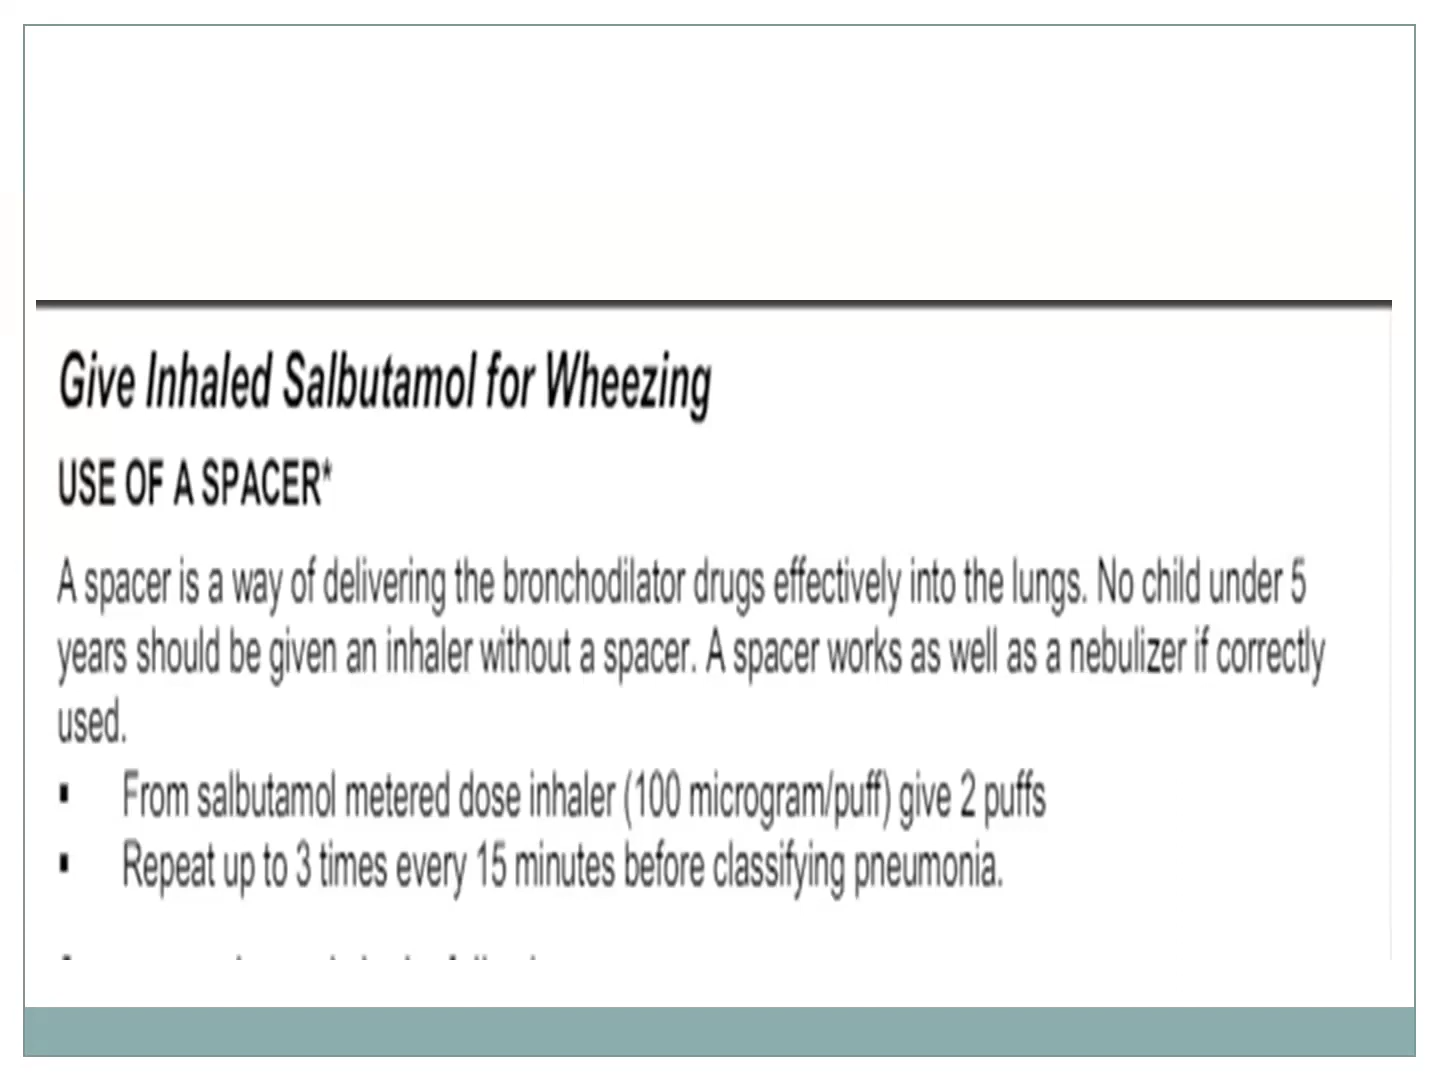 Give Inhaled Salbutamol for Wheezing
USE OF A SPACER*
A spacer is a way of delivering the bronchodilator drugs effectively into the lungs. No child under 5
years should be given an inhaler without a spacer. A spacer works as well as a nebulizer if correctly
used.
▪ From salbutamol metered dose inhaler (100 microgram/puff) give 2 puffs
▪ Repeat up to 3 times every 15 minutes before classifying pneumonia.